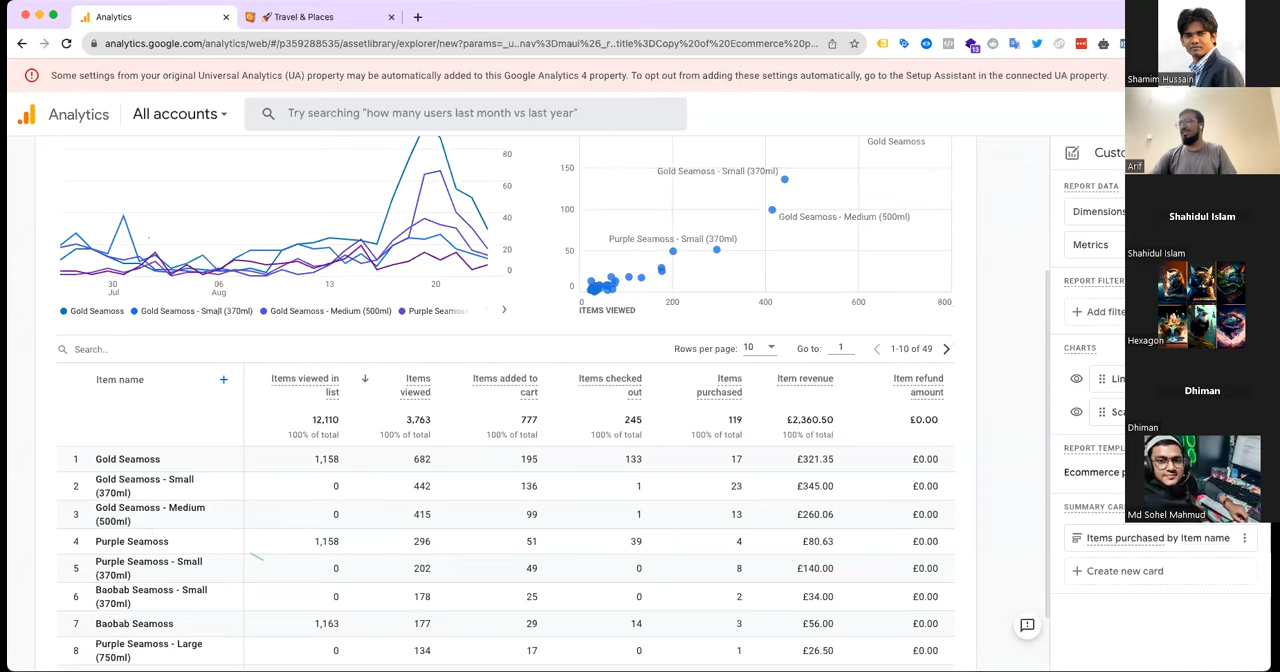 Analytics
🚀 Travel & Places
analytics.google.com/analytics/web/#/p359288535/assetlibrary/explorer/new?params=_u..nav%3Dmaui%26_r..title%3DCopy%20of%20Ecommerce%20p...
13
Some settings from your original Universal Analytics (UA) property may be automatically added to this Google Analytics 4 property. To opt out from adding these settings automatically, go to the Setup Assistant in the connected UA property.
Analytics
All accounts
Try searching "how many users last month vs last year"
80
60
40
20
0
30
Jul
06
Aug
13
20
Gold Seamoss
Gold Seamoss - Small (370ml)
Gold Seamoss - Medium (500ml)
Purple Seamoss
150
100
50
0
0
200
400
600
800
ITEMS VIEWED
Gold Seamoss
Gold Seamoss - Small (370ml)
Gold Seamoss - Medium (500ml)
Purple Seamoss - Small (370ml)
Search...
Rows per page:
10
Go to:
1
1-10 of 49
Item name
+
Items viewed in list
Items viewed
Items added to cart
Items checked out
Items purchased
Item revenue
Item refund amount
12,110 3,763 777 245 119 £2,360.50 £0.00
100% of total 100% of total 100% of total 100% of total 100% of total 100% of total
1 Gold Seamoss 1,158 682 195 133 17 £321.35 £0.00
2 Gold Seamoss - Small (370ml) 0 442 136 1 23 £345.00 £0.00
3 Gold Seamoss - Medium (500ml) 0 415 99 1 13 £260.06 £0.00
4 Purple Seamoss 1,158 296 51 39 4 £80.63 £0.00
5 Purple Seamoss - Small (370ml) 0 202 49 0 8 £140.00 £0.00
6 Baobab Seamoss - Small (370ml) 0 178 25 0 2 £34.00 £0.00
7 Baobab Seamoss 1,163 177 29 14 3 £56.00 £0.00
8 Purple Seamoss - Large (750ml) 0 134 17 0 1 £26.50 £0.00
Custo
REPORT DATA
Dimensions
Metrics
REPORT FILTER
+ Add filte
CHARTS
Lin
Sca
REPORT TEMPL
Ecommerce p
SUMMARY CAR
Items purchased by Item name
+ Create new card
Shamim Hussain
Arif
Shahidul Islam
Shahidul Islam
Hexagon
Dhiman
Dhiman
Md Sohel Mahmud